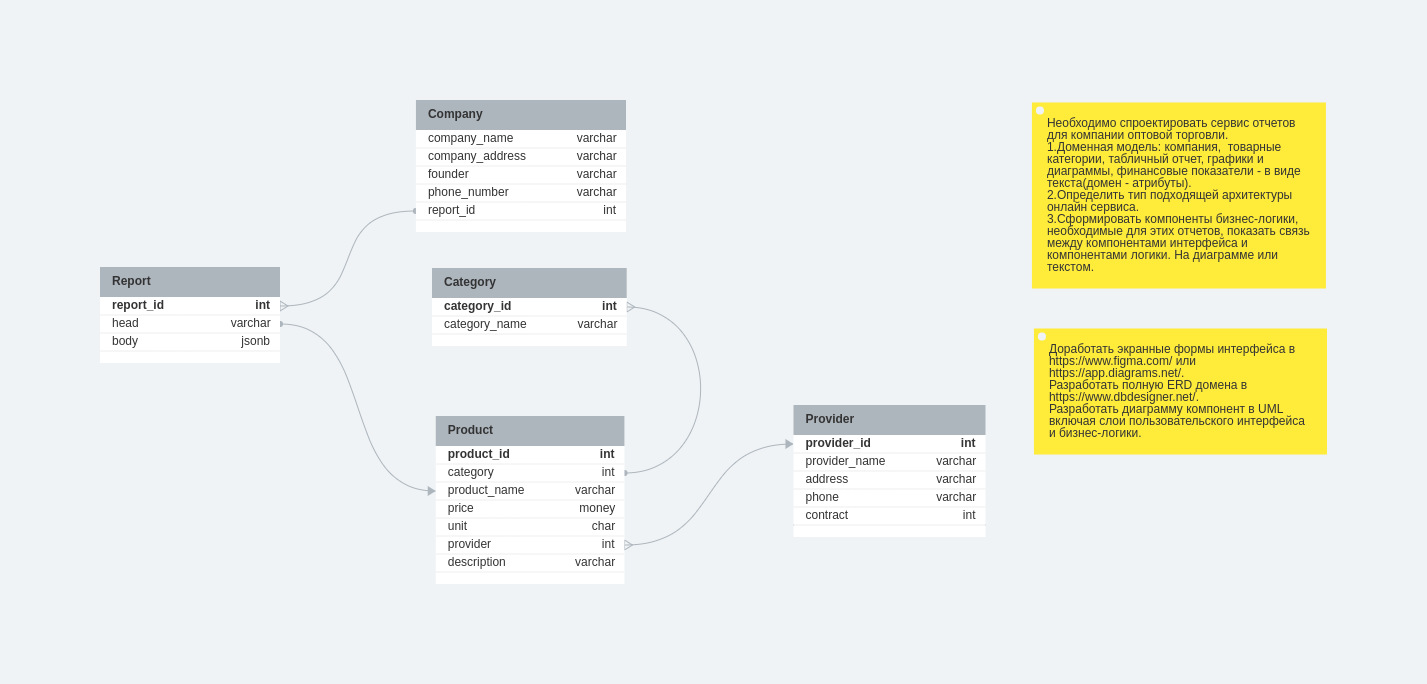 Company
company_name varchar
company_address varchar
founder varchar
phone_number varchar
report_id int
Report
report_id int
head varchar
body jsonb
Category
category_id int
category_name varchar
Product
product_id int
category int
product_name varchar
price money
unit char
provider int
description varchar
Provider
provider_id int
provider_name varchar
address varchar
phone varchar
contract int
Необходимо спроектировать сервис отчетов
для компании оптовой торговли.
1.Доменная модель: компания, товарные
категории, табличный отчет, графики и
диаграммы, финансовые показатели - в виде
текста(домен - атрибуты).
2.Определить тип подходящей архитектуры
онлайн сервиса.
3.Сформировать компоненты бизнес-логики,
необходимые для этих отчетов, показать связь
между компонентами интерфейса и
компонентами логики. На диаграмме или
текстом.
Доработать экранные формы интерфейса в
https://www.figma.com/ или
https://app.diagrams.net/.
Разработать полную ERD домена в
https://www.dbdesigner.net/.
Разработать диаграмму компонент в UML
включая слои пользовательского интерфейса
и бизнес-логики.